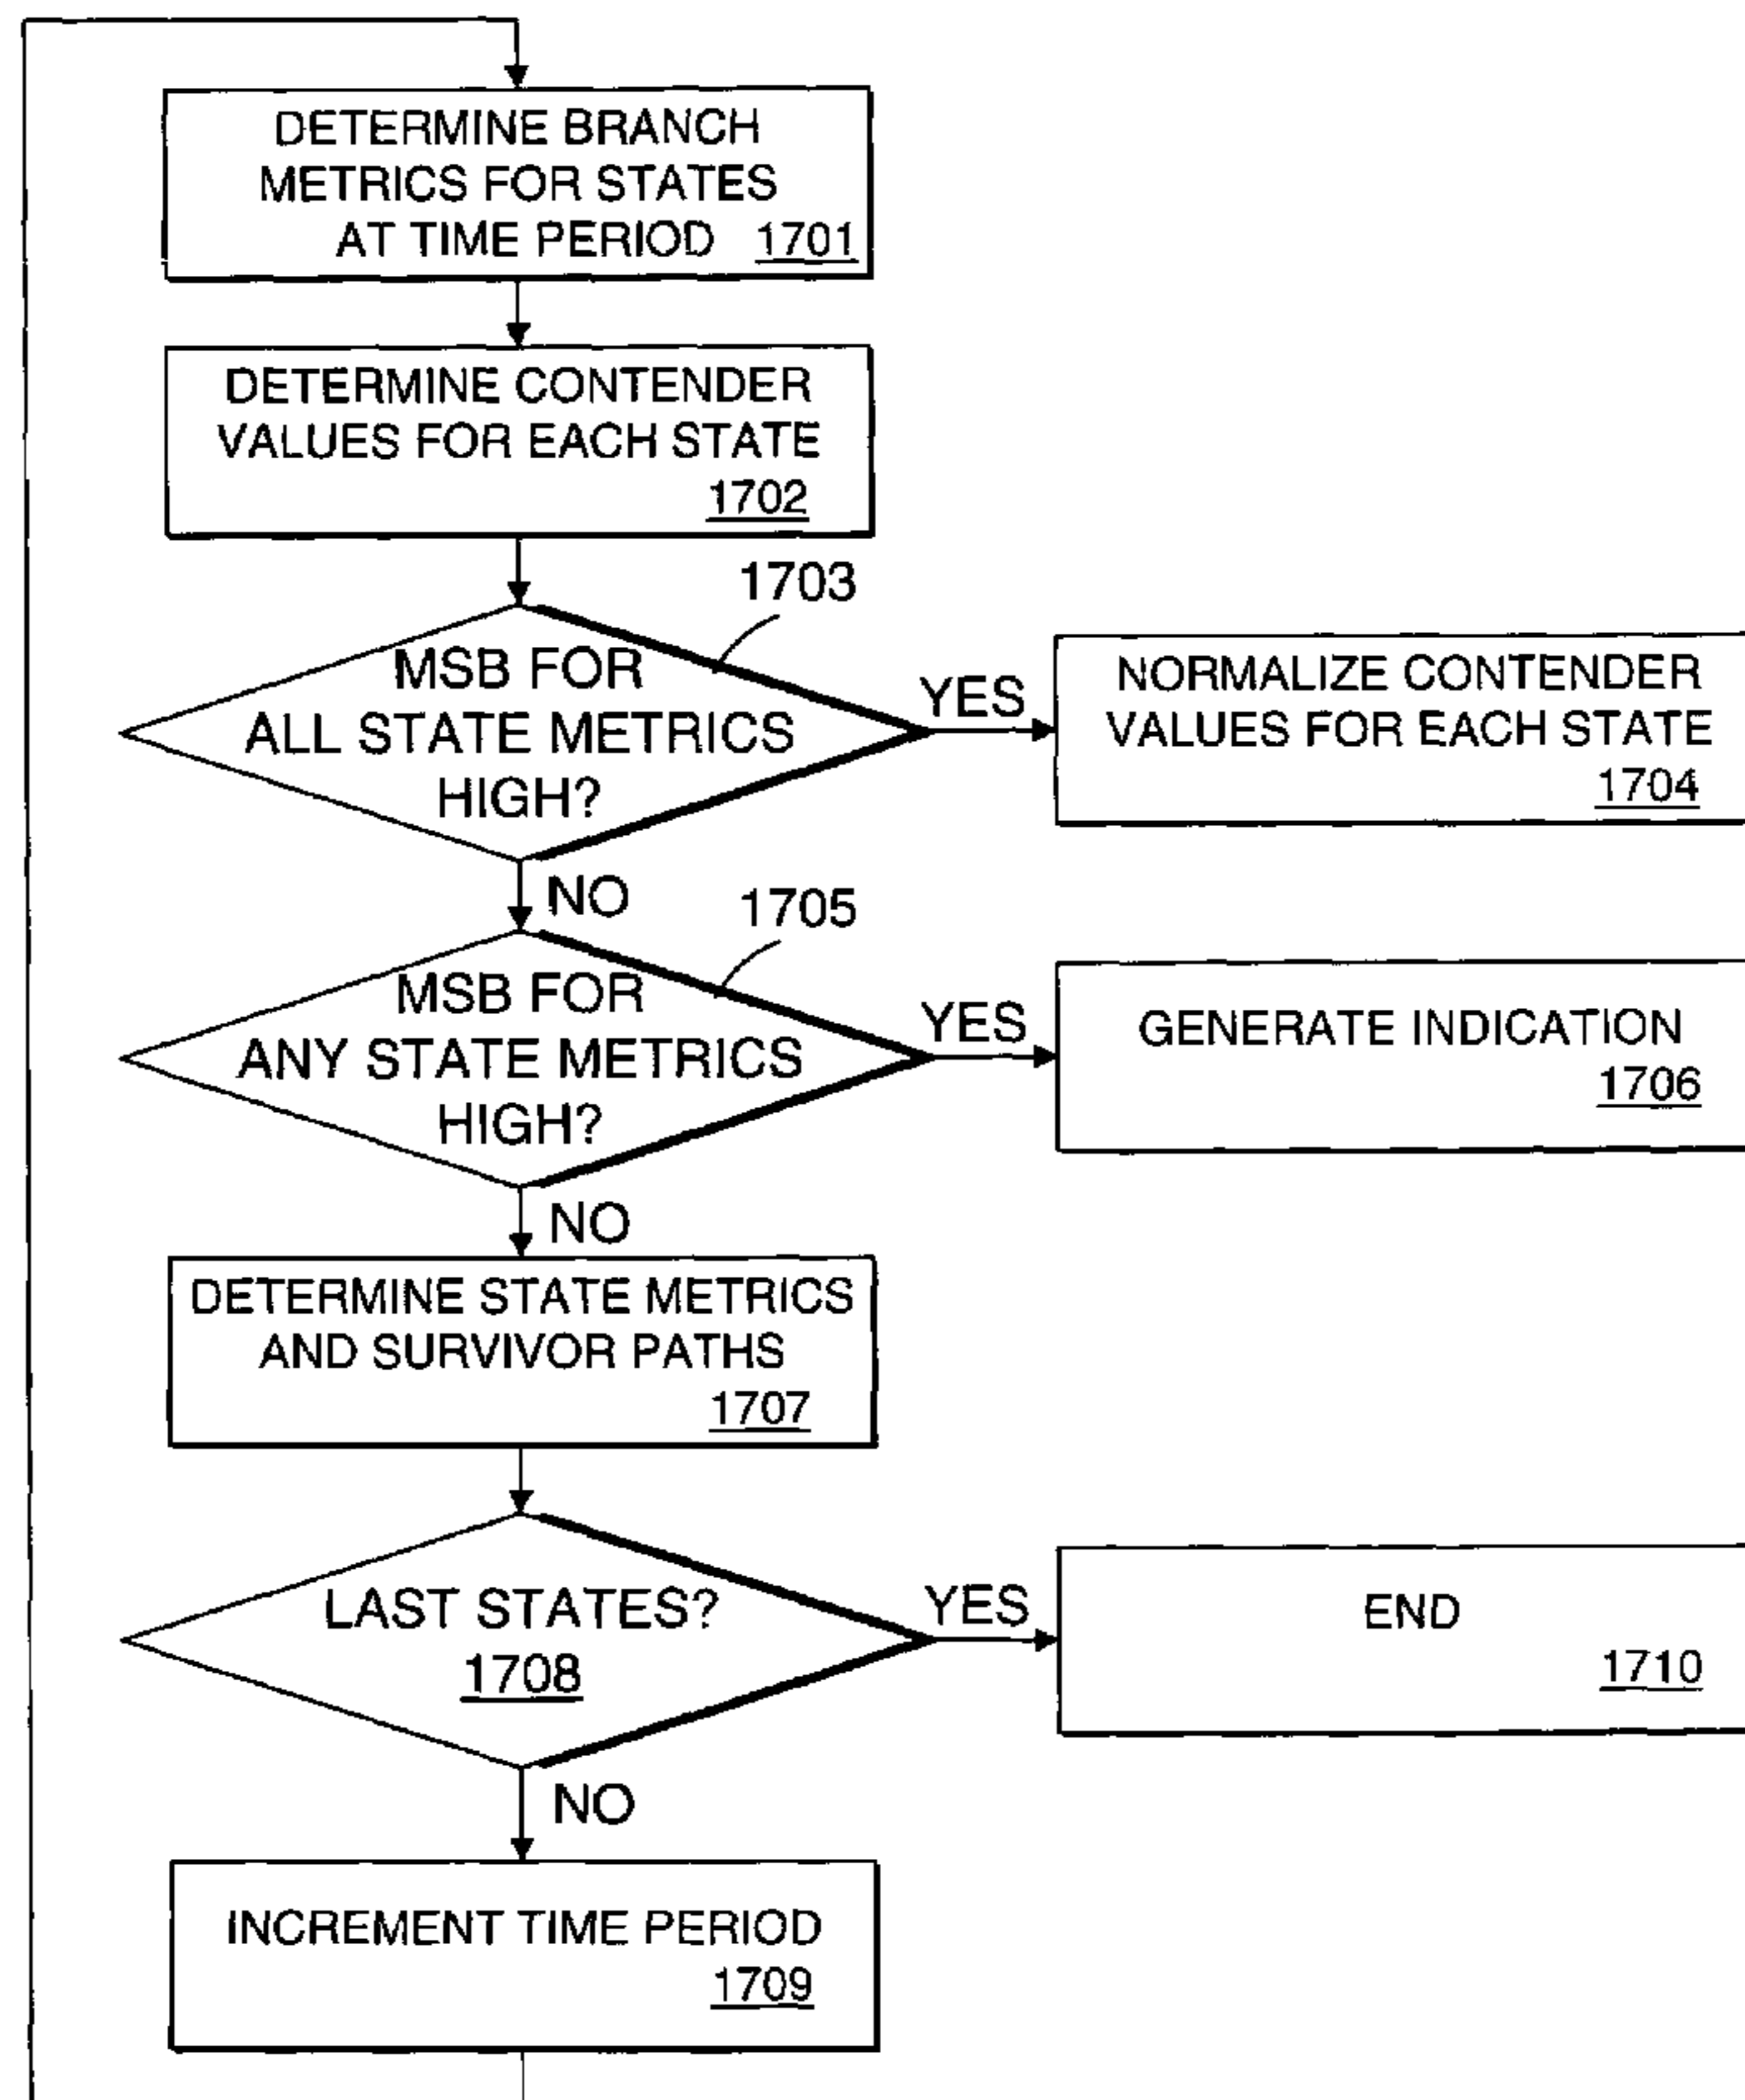 DETERMINE BRANCH
METRICS FOR STATES
AT TIME PERIOD 1701
DETERMINE CONTENDER
VALUES FOR EACH STATE
1702
1703
MSB FOR
ALL STATE METRICS
HIGH?
YES
NORMALIZE CONTENDER
VALUES FOR EACH STATE
1704
NO
1705
MSB FOR
ANY STATE METRICS
HIGH?
YES
GENERATE INDICATION
1706
NO
DETERMINE STATE METRICS
AND SURVIVOR PATHS
1707
LAST STATES?
1708
YES
END
1710
NO
INCREMENT TIME PERIOD
1709